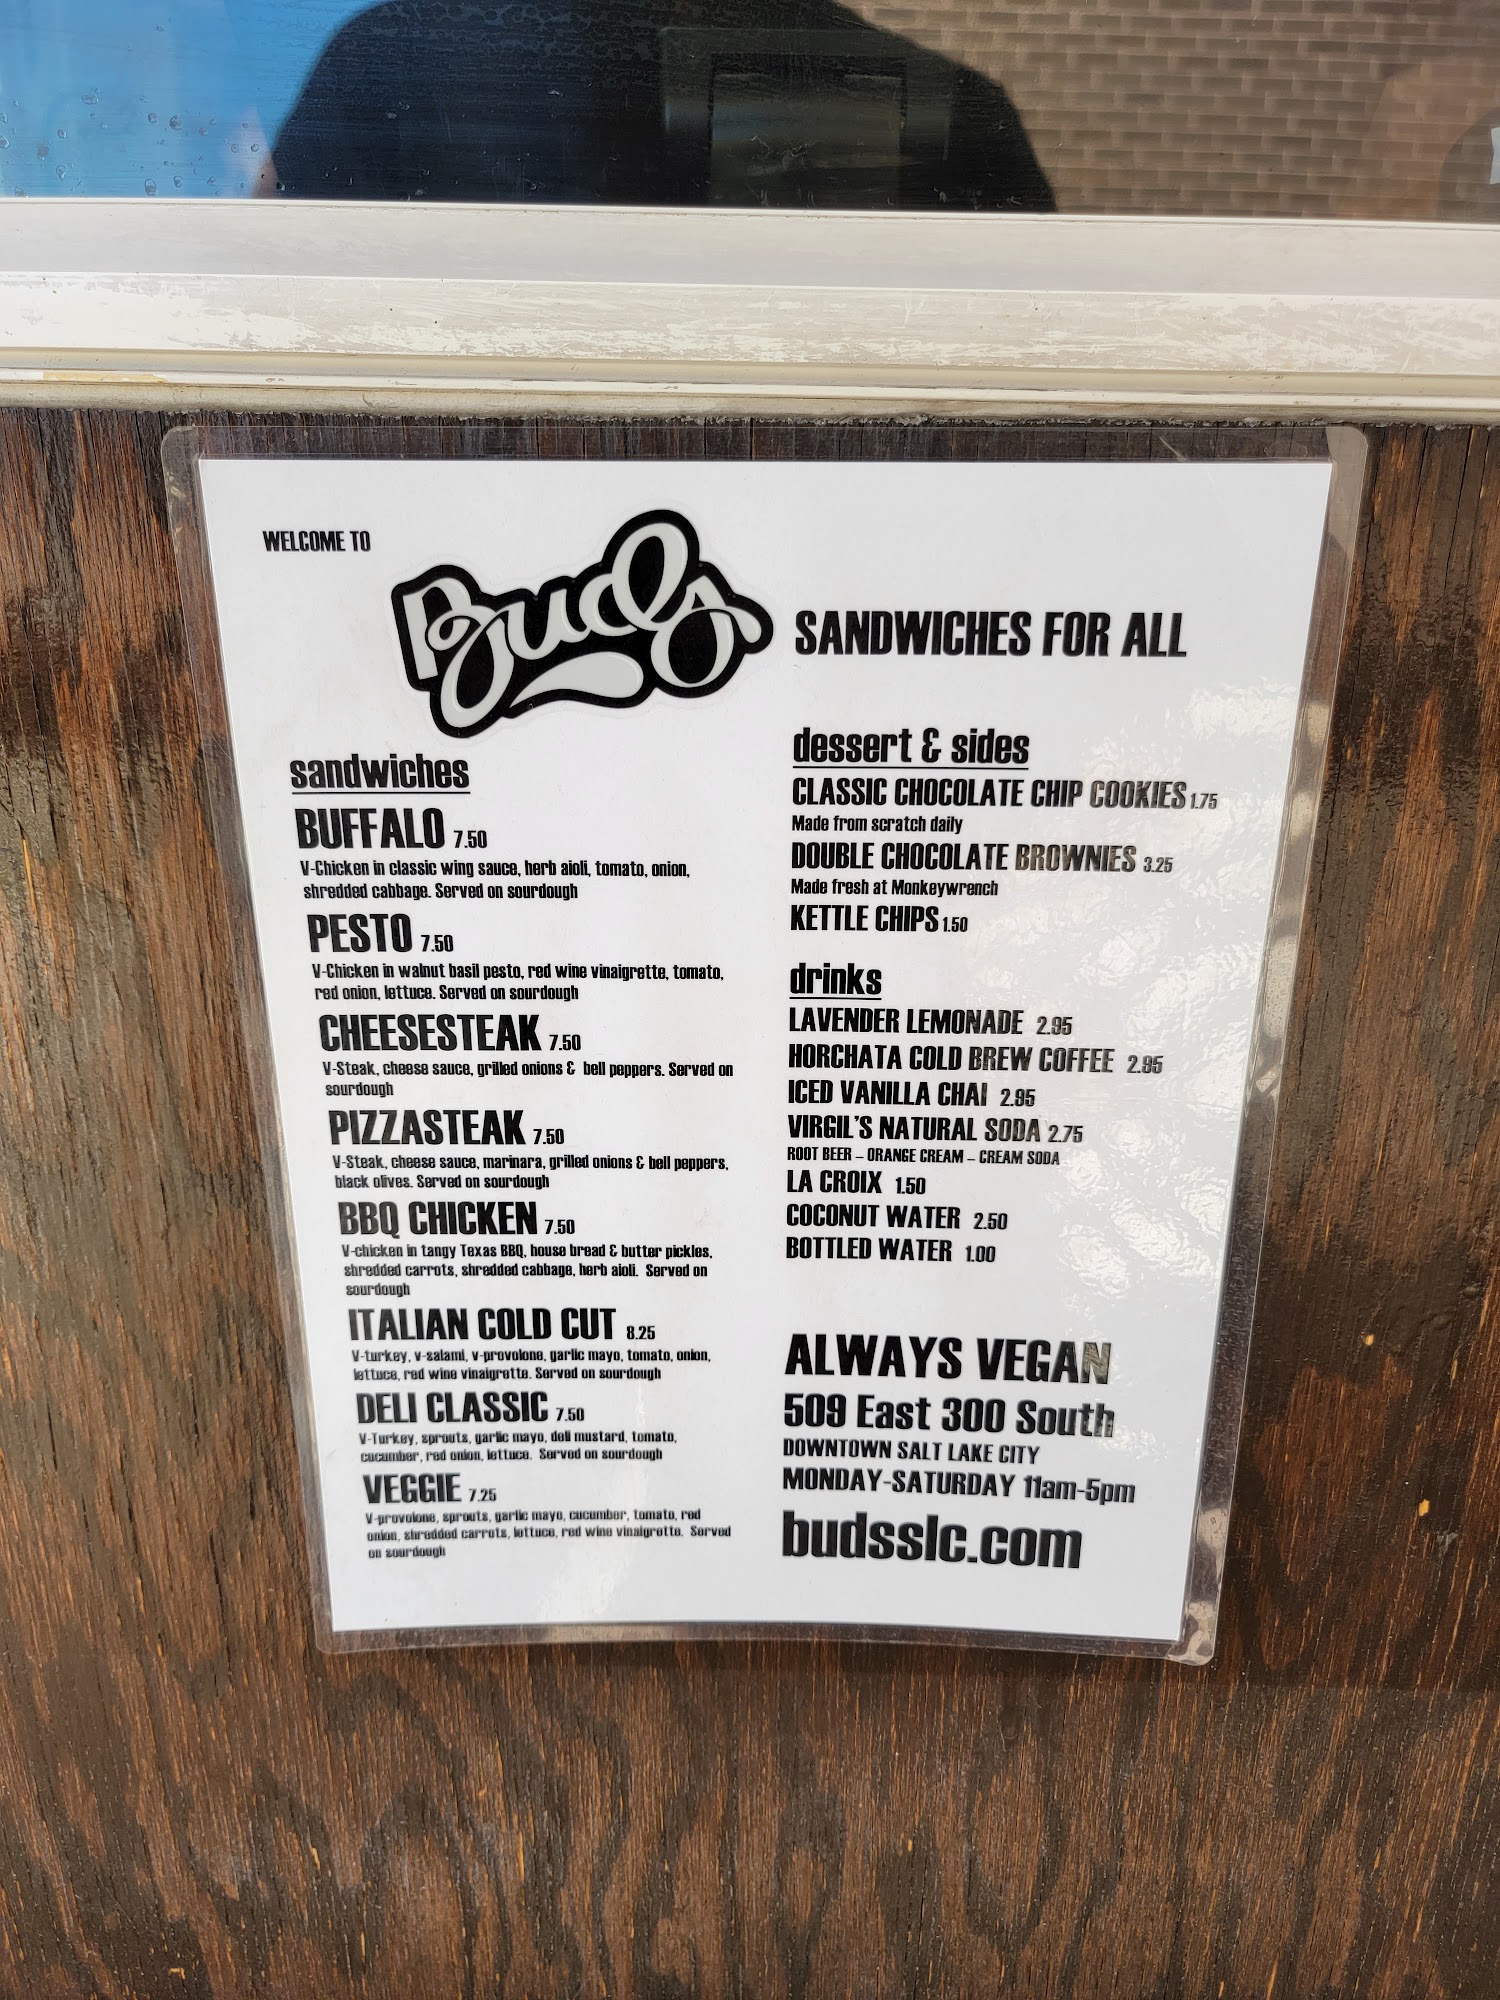 WELCOME TO
Buds
SANDWICHES FOR ALL
sandwiches
BUFFALO 7.50
V-Chicken in classic wing sauce, herb aioli, tomato, onion,
shredded cabbage. Served on sourdough
PESTO 7.50
V-Chicken in walnut basil pesto, red wine vinaigrette, tomato,
red onion, lettuce. Served on sourdough
CHEESESTEAK 7.50
V-Steak, cheese sauce, grilled onions & bell peppers. Served on
sourdough
PIZZASTEAK 7.50
V-Steak, cheese sauce, marinara, grilled onions & bell peppers,
black olives. Served on sourdough
BBQ CHICKEN 7.50
V-chicken in tangy Texas BBQ, house bread & butter pickles,
shredded carrots, shredded cabbage, herb aioli. Served on
sourdough
ITALIAN COLD CUT 8.25
V-turkey, v-salami, v-provolone, garlic mayo, tomato, onion,
lettuce, red wine vinaigrette. Served on sourdough
DELI CLASSIC 7.50
V-Turkey, sprouts, garlic mayo, deli mustard, tomato,
cucumber, red onion, lettuce. Served on sourdough
VEGGIE 7.25
V-provolone, sprouts, garlic mayo, cucumber, tomato, red
onion, shredded carrots, lettuce, red wine vinaigrette. Served
on sourdough
dessert & sides
CLASSIC CHOCOLATE CHIP COOKIES 1.75
Made from scratch daily
DOUBLE CHOCOLATE BROWNIES 3.25
Made fresh at Monkeywrench
KETTLE CHIPS 1.50
drinks
LAVENDER LEMONADE 2.95
HORCHATA COLD BREW COFFEE 2.95
ICED VANILLA CHAI 2.95
VIRGIL'S NATURAL SODA 2.75
ROOT BEER – ORANGE CREAM – CREAM SODA
LA CROIX 1.50
COCONUT WATER 2.50
BOTTLED WATER 1.00
ALWAYS VEGAN
509 East 300 South
DOWNTOWN SALT LAKE CITY
MONDAY-SATURDAY 11am-5pm
budsslc.com